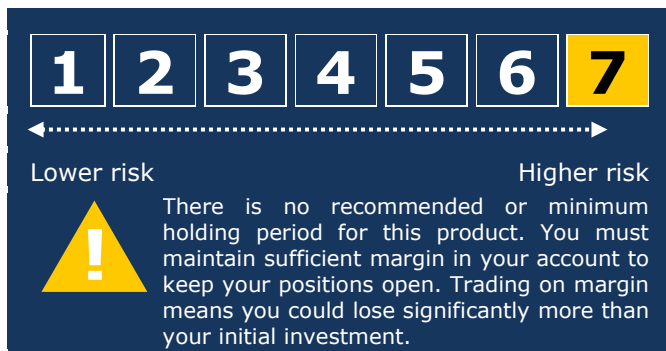 1 2 3 4 5 6 7
Lower risk Higher risk
There is no recommended or minimum
holding period for this product. You must
maintain sufficient margin in your account to
keep your positions open. Trading on margin
means you could lose significantly more than
your initial investment.
!